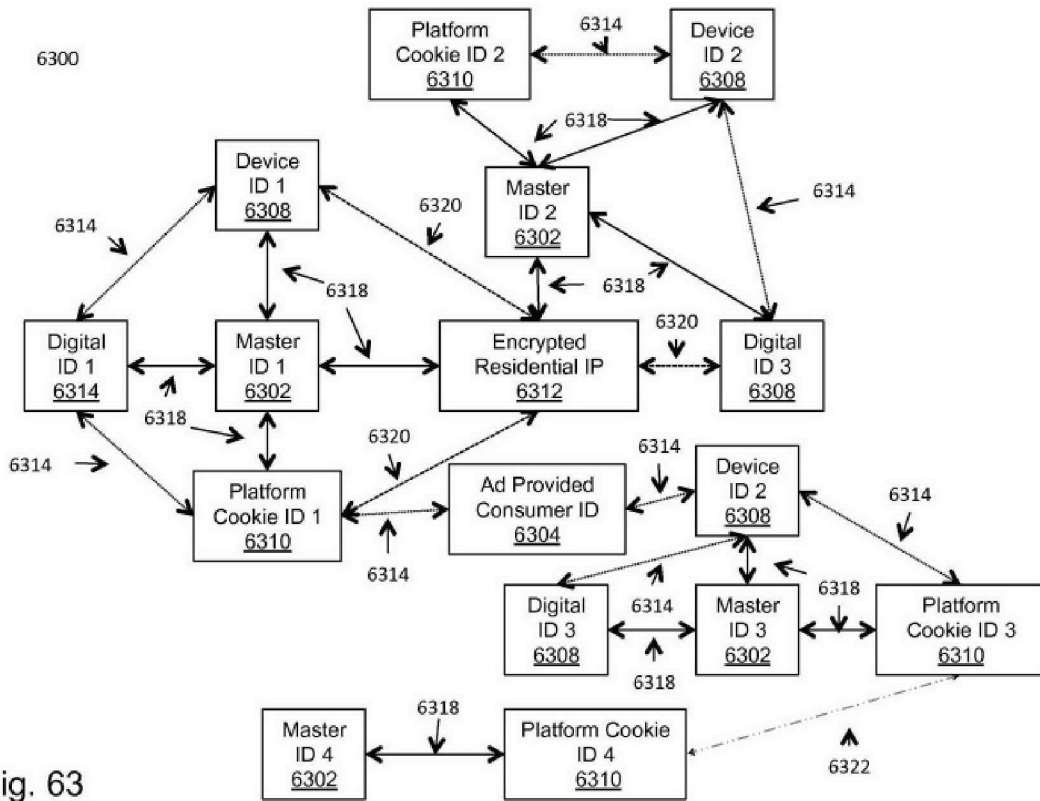 6300
Platform
Cookie ID 2
6310
6314
Device
ID 2
6308
6318
Device
ID 1
6308
6320
Master
ID 2
6302
6314
6314
6318
6318
6320
Digital
ID 1
6314
Master
ID 1
6302
Encrypted
Residential IP
6312
Digital
ID 3
6308
6318
6314
6320
6314
Platform
Cookie ID 1
6310
Ad Provided
Consumer ID
6304
Device
ID 2
6308
6314
6314
6314
6318
Digital
ID 3
6308
6318
Master
ID 3
6302
Platform
Cookie ID 3
6310
6318
Master
ID 4
6302
Platform Cookie
ID 4
6310
6322
ig. 63